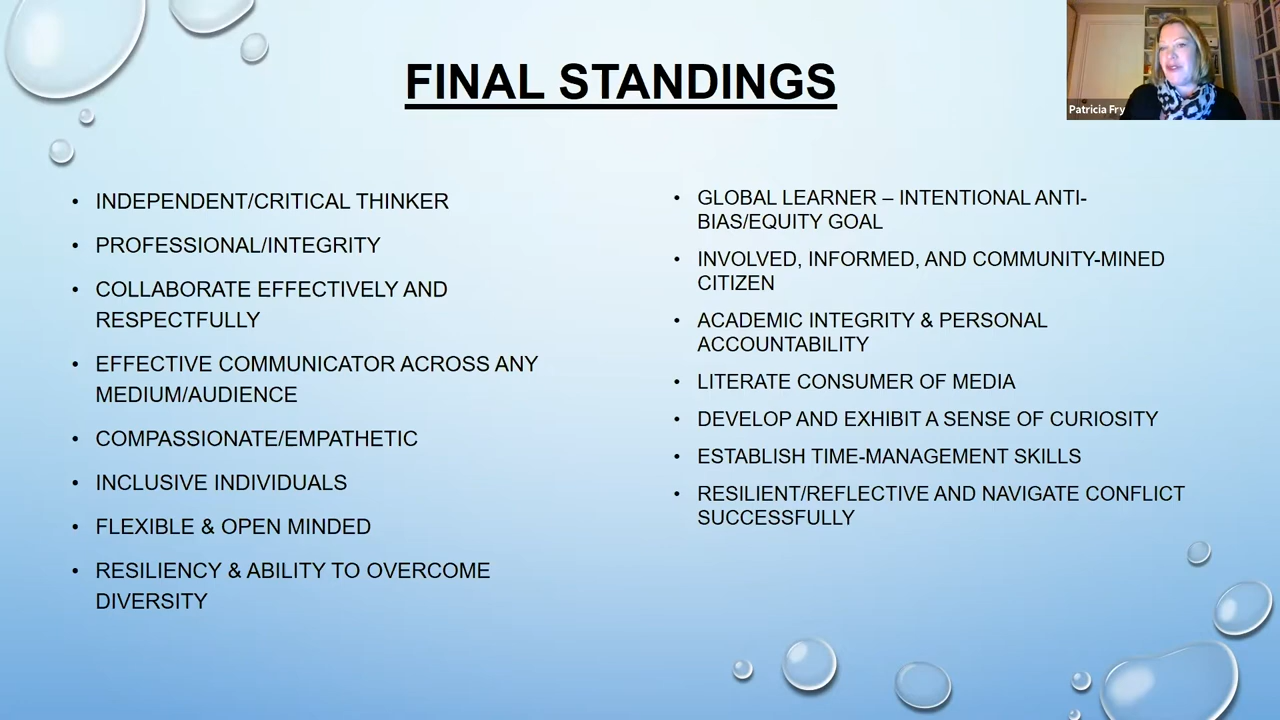 FINAL STANDINGS
Patricia Fry
• INDEPENDENT/CRITICAL THINKER
• PROFESSIONAL/INTEGRITY
• COLLABORATE EFFECTIVELY AND
RESPECTFULLY
• EFFECTIVE COMMUNICATOR ACROSS ANY
MEDIUM/AUDIENCE
• COMPASSIONATE/EMPATHETIC
• INCLUSIVE INDIVIDUALS
• FLEXIBLE & OPEN MINDED
• RESILIENCY & ABILITY TO OVERCOME
DIVERSITY
• GLOBAL LEARNER – INTENTIONAL ANTI-
BIAS/EQUITY GOAL
• INVOLVED, INFORMED, AND COMMUNITY-MINED
CITIZEN
• ACADEMIC INTEGRITY & PERSONAL
ACCOUNTABILITY
• LITERATE CONSUMER OF MEDIA
• DEVELOP AND EXHIBIT A SENSE OF CURIOSITY
• ESTABLISH TIME-MANAGEMENT SKILLS
• RESILIENT/REFLECTIVE AND NAVIGATE CONFLICT
SUCCESSFULLY